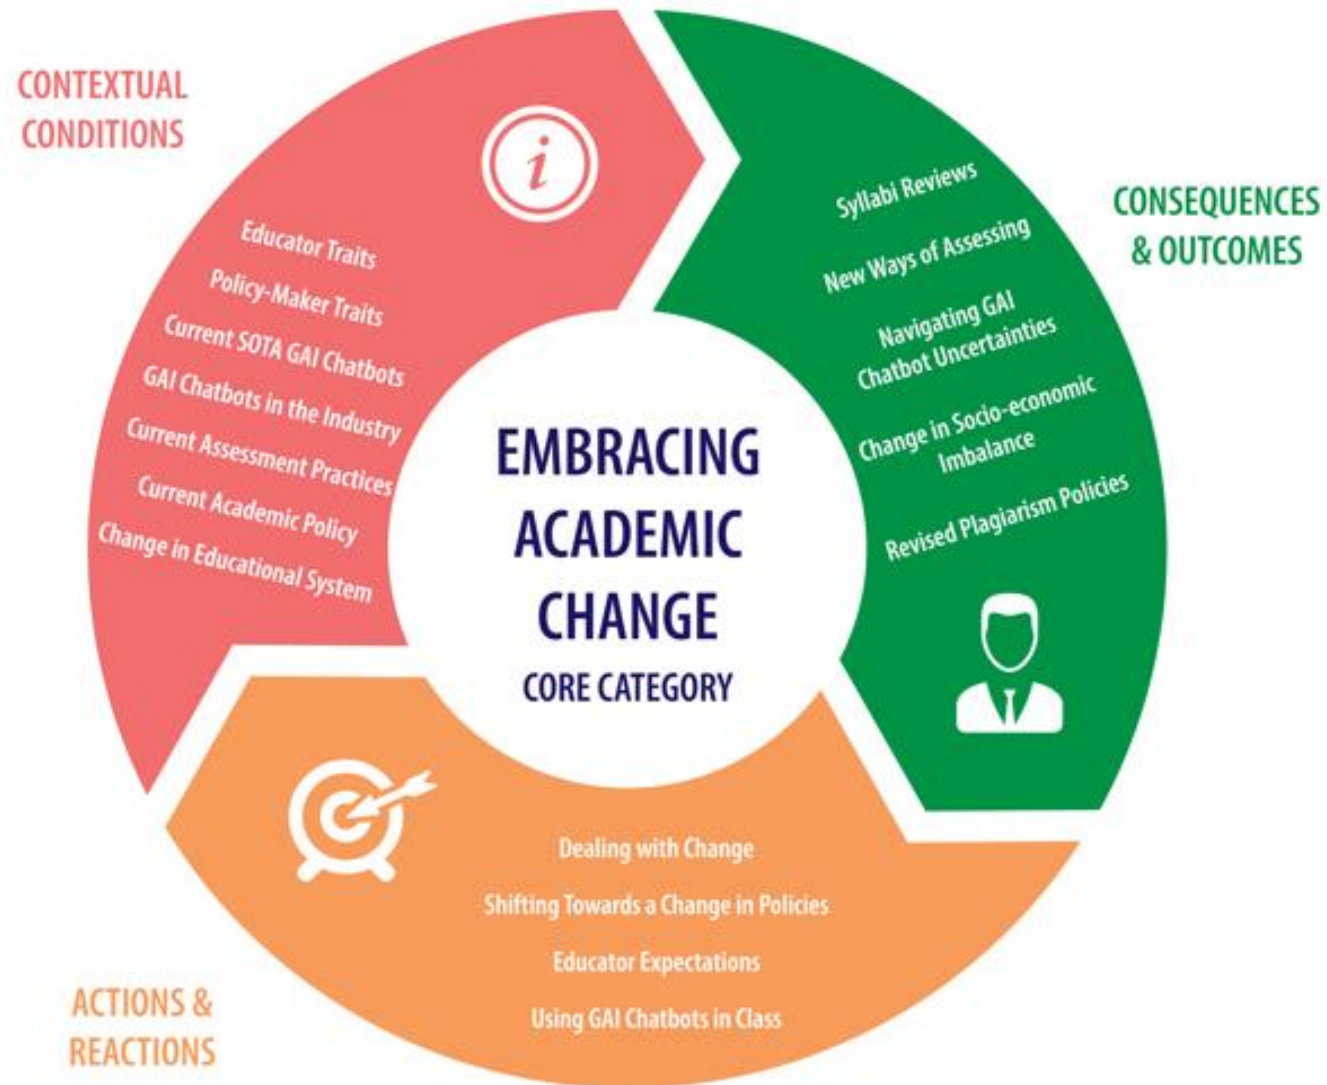 CONTEXTUAL
CONDITIONS
i
Educator Traits
Policy-Maker Traits
Current SOTA GAI Chatbots
GAI Chatbots in the Industry
Current Assessment Practices
Current Academic Policy
Change in Educational System
CONSEQUENCES
& OUTCOMES
Syllabi Reviews
New Ways of Assessing
Navigating GAI
Chatbot Uncertainties
Change in Socio-economic
Imbalance
Revised Plagiarism Policies
EMBRACING
ACADEMIC
CHANGE
CORE CATEGORY
Dealing with Change
Shifting Towards a Change in Policies
Educator Expectations
Using GAI Chatbots in Class
ACTIONS &
REACTIONS